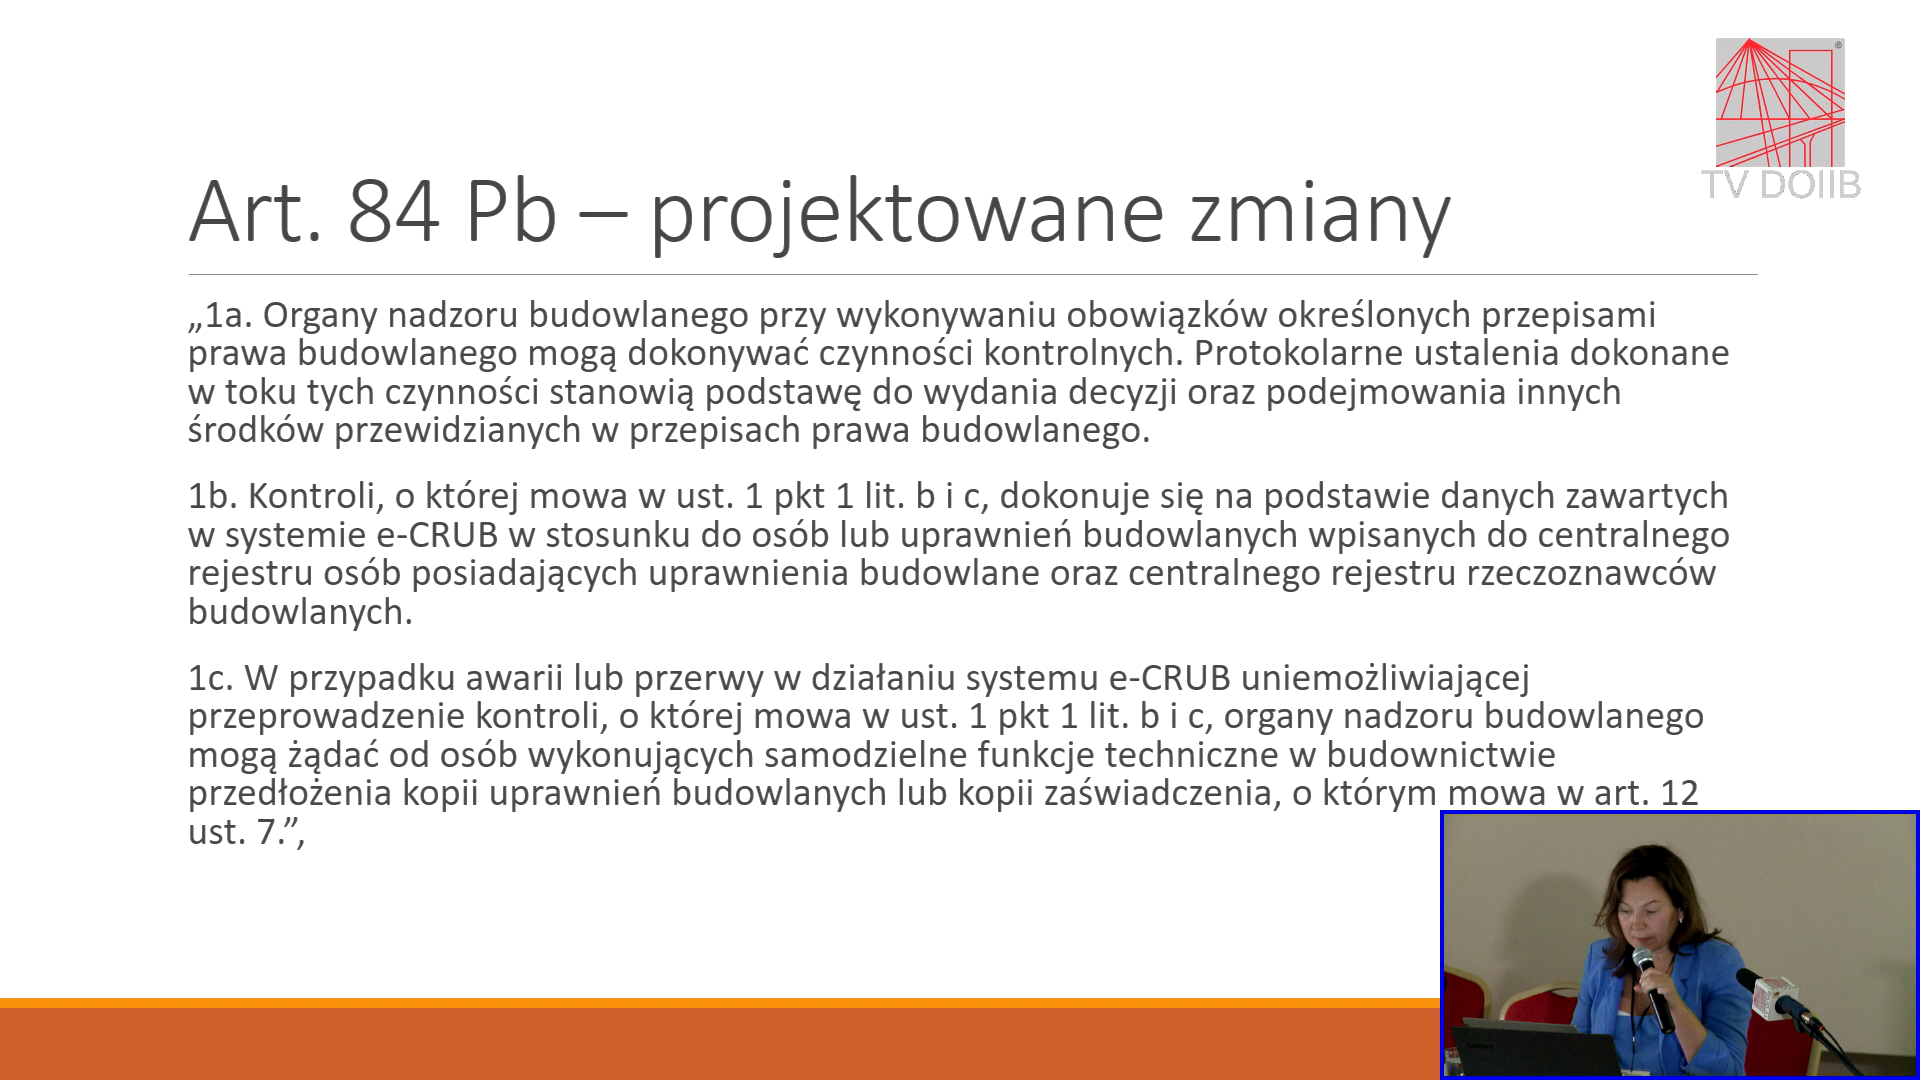 TV DOIIB
Art. 84 Pb – projektowane zmiany
„1a. Organy nadzoru budowlanego przy wykonywaniu obowiązków określonych przepisami
prawa budowlanego mogą dokonywać czynności kontrolnych. Protokolarne ustalenia dokonane
w toku tych czynności stanowią podstawę do wydania decyzji oraz podejmowania innych
środków przewidzianych w przepisach prawa budowlanego.
1b. Kontroli, o której mowa w ust. 1 pkt 1 lit. b i c, dokonuje się na podstawie danych zawartych
w systemie e-CRUB w stosunku do osób lub uprawnień budowlanych wpisanych do centralnego
rejestru osób posiadających uprawnienia budowlane oraz centralnego rejestru rzeczoznawców
budowlanych.
1c. W przypadku awarii lub przerwy w działaniu systemu e-CRUB uniemożliwiającej
przeprowadzenie kontroli, o której mowa w ust. 1 pkt 1 lit. b i c, organy nadzoru budowlanego
mogą żądać od osób wykonujących samodzielne funkcje techniczne w budownictwie
przedłożenia kopii uprawnień budowlanych lub kopii zaświadczenia, o którym mowa w art. 12
ust. 7.”,